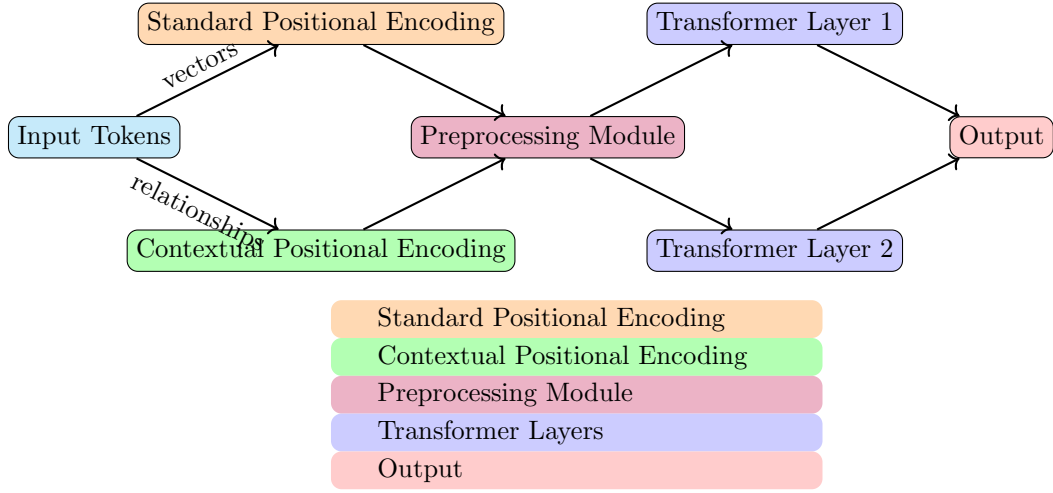 Standard Positional Encoding
Transformer Layer 1
vectors
Input Tokens
Preprocessing Module
Output
relationships
Contextual Positional Encoding
Transformer Layer 2
Standard Positional Encoding
Contextual Positional Encoding
Preprocessing Module
Transformer Layers
Output